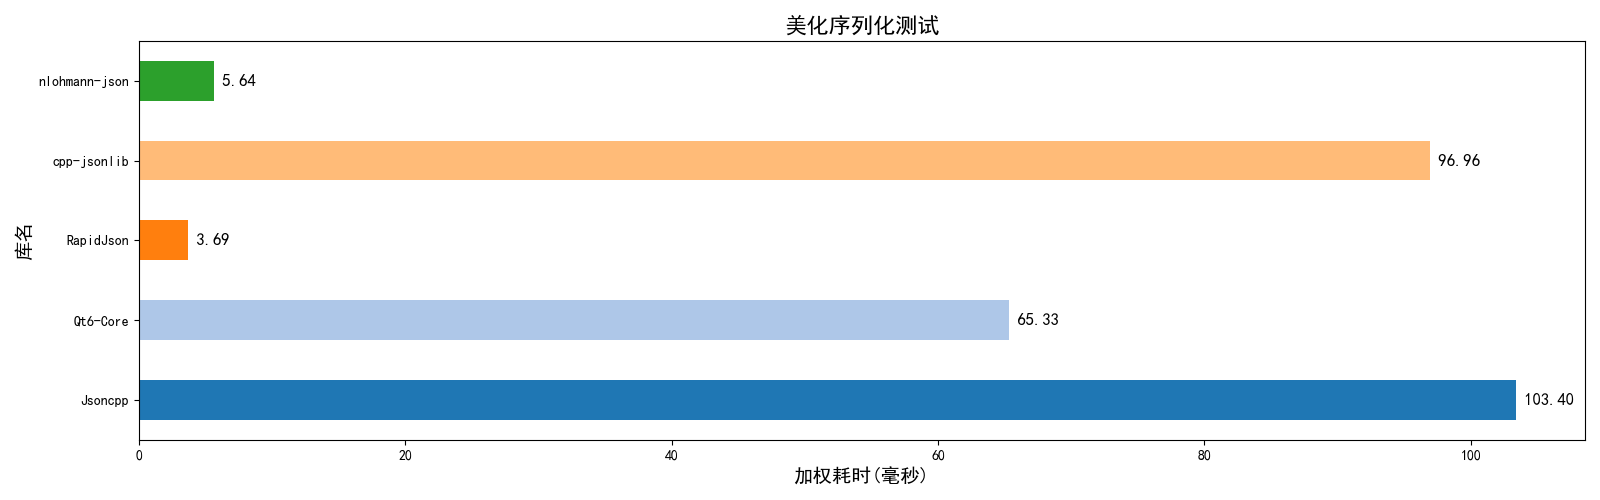 美化序列化测试
库名
nlohmann-json
5.64
cpp-jsonlib
96.96
RapidJson
3.69
Qt6-Core
65.33
Jsoncpp
103.40
0 20 40 60 80 100
加权耗时(毫秒)